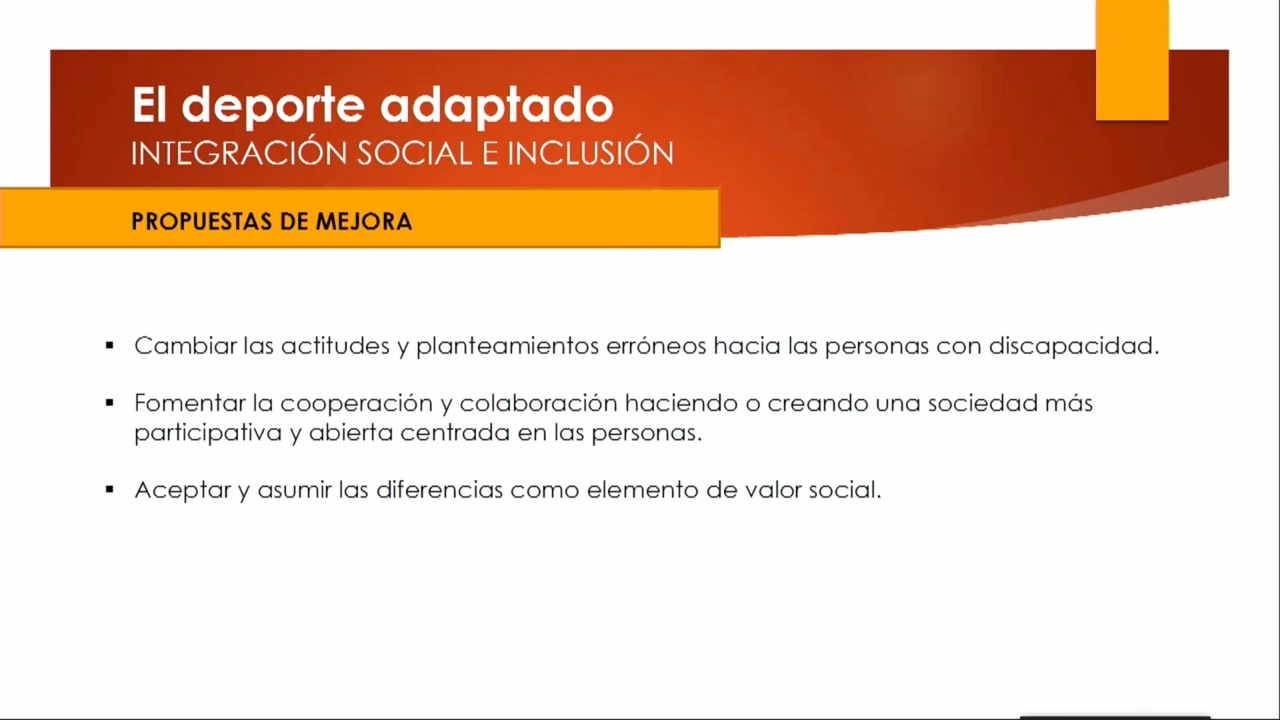 El deporte adaptado
INTEGRACIÓN SOCIAL E INCLUSIÓN
PROPUESTAS DE MEJORA
▪ Cambiar las actitudes y planteamientos erróneos hacia las personas con discapacidad.
▪ Fomentar la cooperación y colaboración haciendo o creando una sociedad más
participativa y abierta centrada en las personas.
▪ Aceptar y asumir las diferencias como elemento de valor social.